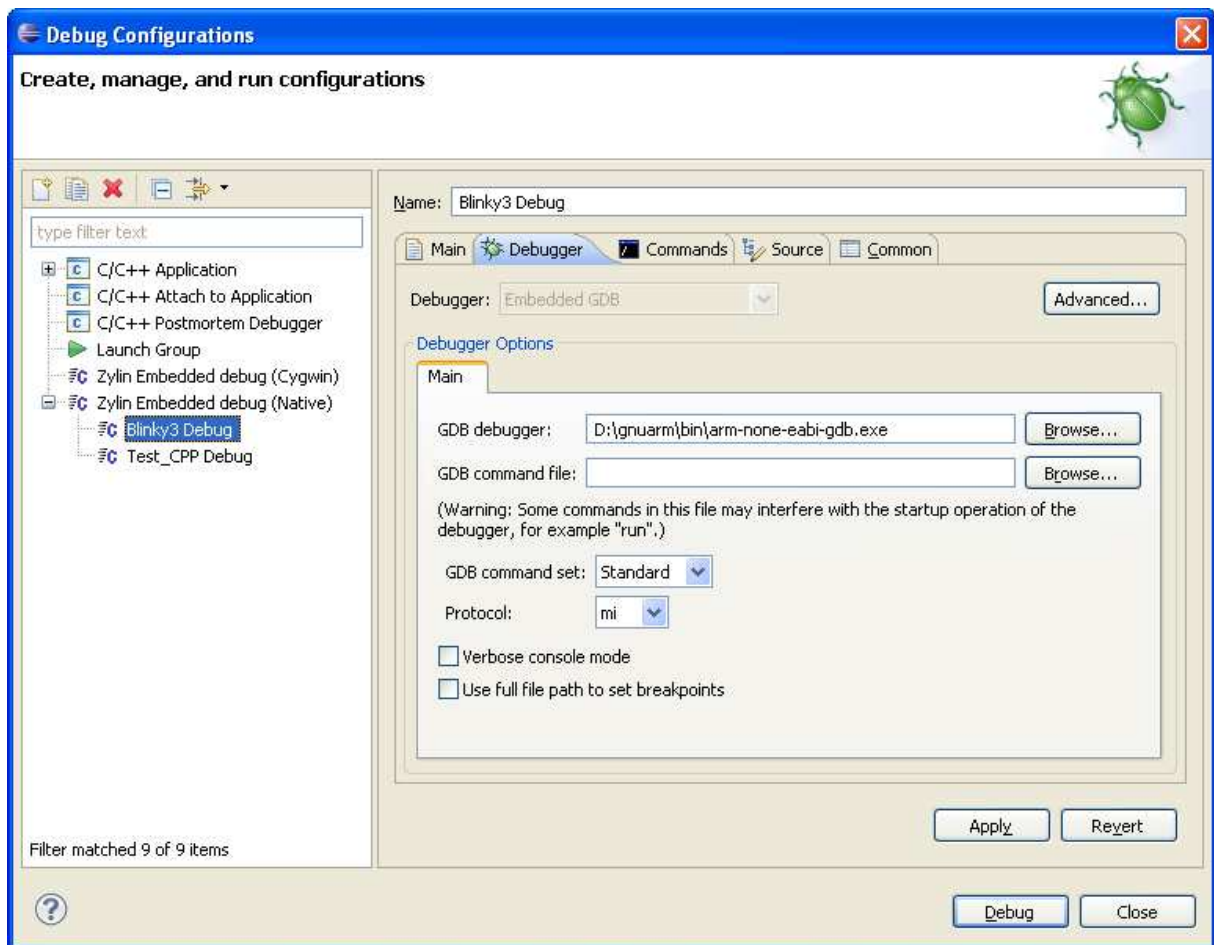 Debug Configurations
Create, manage, and run configurations
type filter text
C/C++ Application
C/C++ Attach to Application
C/C++ Postmortem Debugger
Launch Group
Zylin Embedded debug (Cygwin)
Zylin Embedded debug (Native)
Blinky3 Debug
Test_CPP Debug
Filter matched 9 of 9 items
Name: Blinky3 Debug
Main Debugger Commands Source Common
Debugger: Embedded GDB Advanced...
Debugger Options
Main
GDB debugger: D:\gnuarm\bin\arm-none-eabi-gdb.exe Browse...
GDB command file: Browse...
(Warning: Some commands in this file may interfere with the startup operation of the
debugger, for example "run".)
GDB command set: Standard
Protocol: mi
Verbose console mode
Use full file path to set breakpoints
Apply Revert
Debug Close